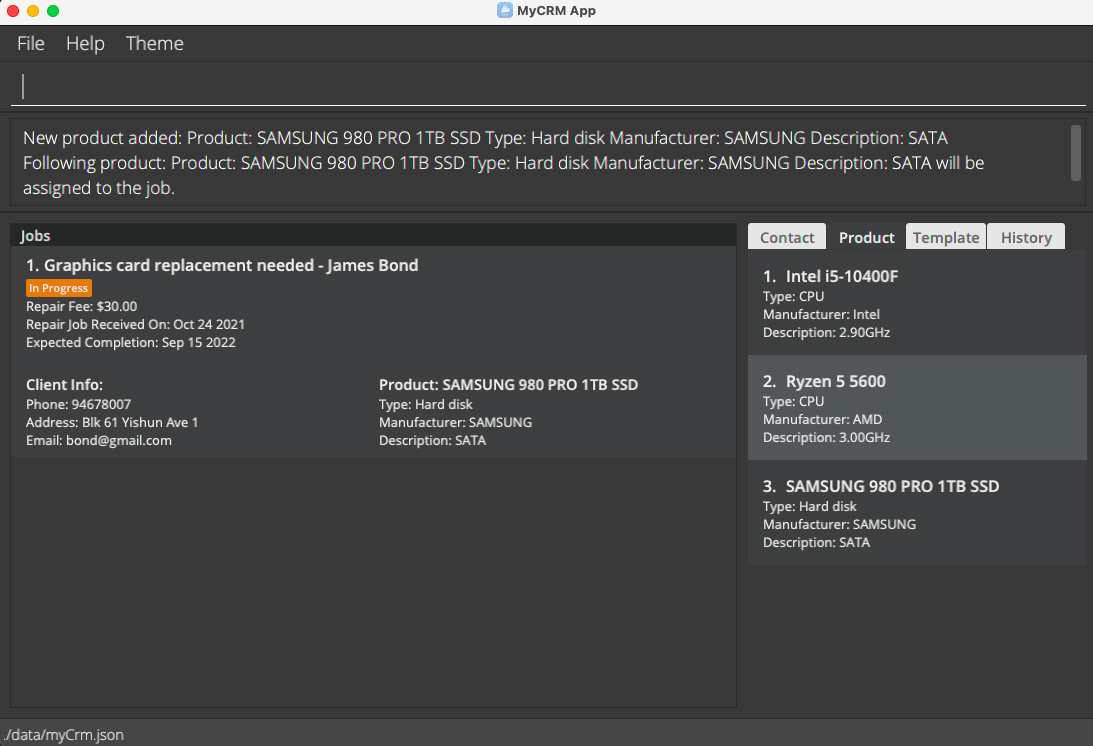 MyCRM App
File Help Theme
New product added: Product: SAMSUNG 980 PRO 1TB SSD Type: Hard disk Manufacturer: SAMSUNG Description: SATA
Following product: Product: SAMSUNG 980 PRO 1TB SSD Type: Hard disk Manufacturer: SAMSUNG Description: SATA will be
assigned to the job.
Jobs
1. Graphics card replacement needed - James Bond
In Progress
Repair Fee: $30.00
Repair Job Received On: Oct 24 2021
Expected Completion: Sep 15 2022
Client Info:
Phone: 94678007
Address: Blk 61 Yishun Ave 1
Email: bond@gmail.com
Product: SAMSUNG 980 PRO 1TB SSD
Type: Hard disk
Manufacturer: SAMSUNG
Description: SATA
Contact Product Template History
1. Intel i5-10400F
Type: CPU
Manufacturer: Intel
Description: 2.90GHz
2. Ryzen 5 5600
Type: CPU
Manufacturer: AMD
Description: 3.00GHz
3. SAMSUNG 980 PRO 1TB SSD
Type: Hard disk
Manufacturer: SAMSUNG
Description: SATA
./data/myCrm.json